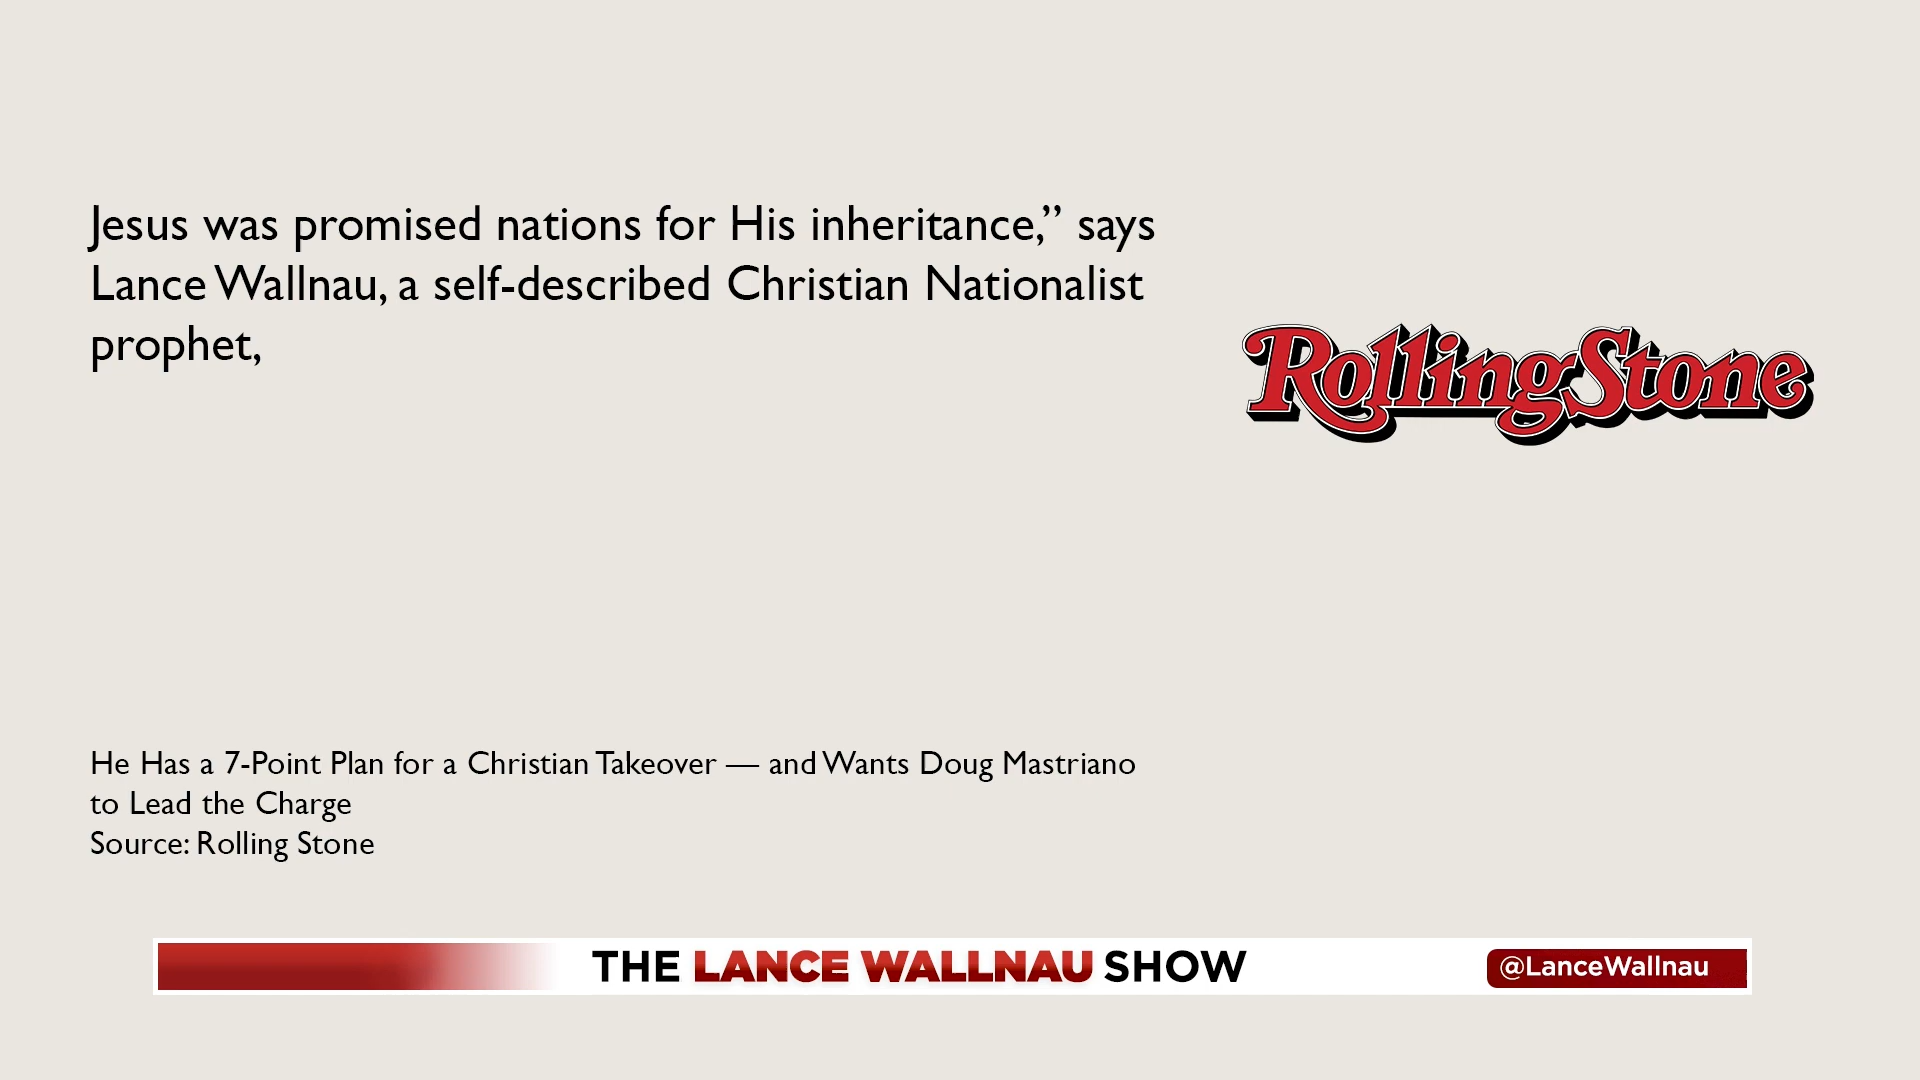 Jesus was promised nations for His inheritance,” says
Lance Wallnau, a self-described Christian Nationalist
prophet,
RollingStone
He Has a 7-Point Plan for a Christian Takeover — and Wants Doug Mastriano
to Lead the Charge
Source: Rolling Stone
THE LANCE WALLNAU SHOW
@LanceWallnau